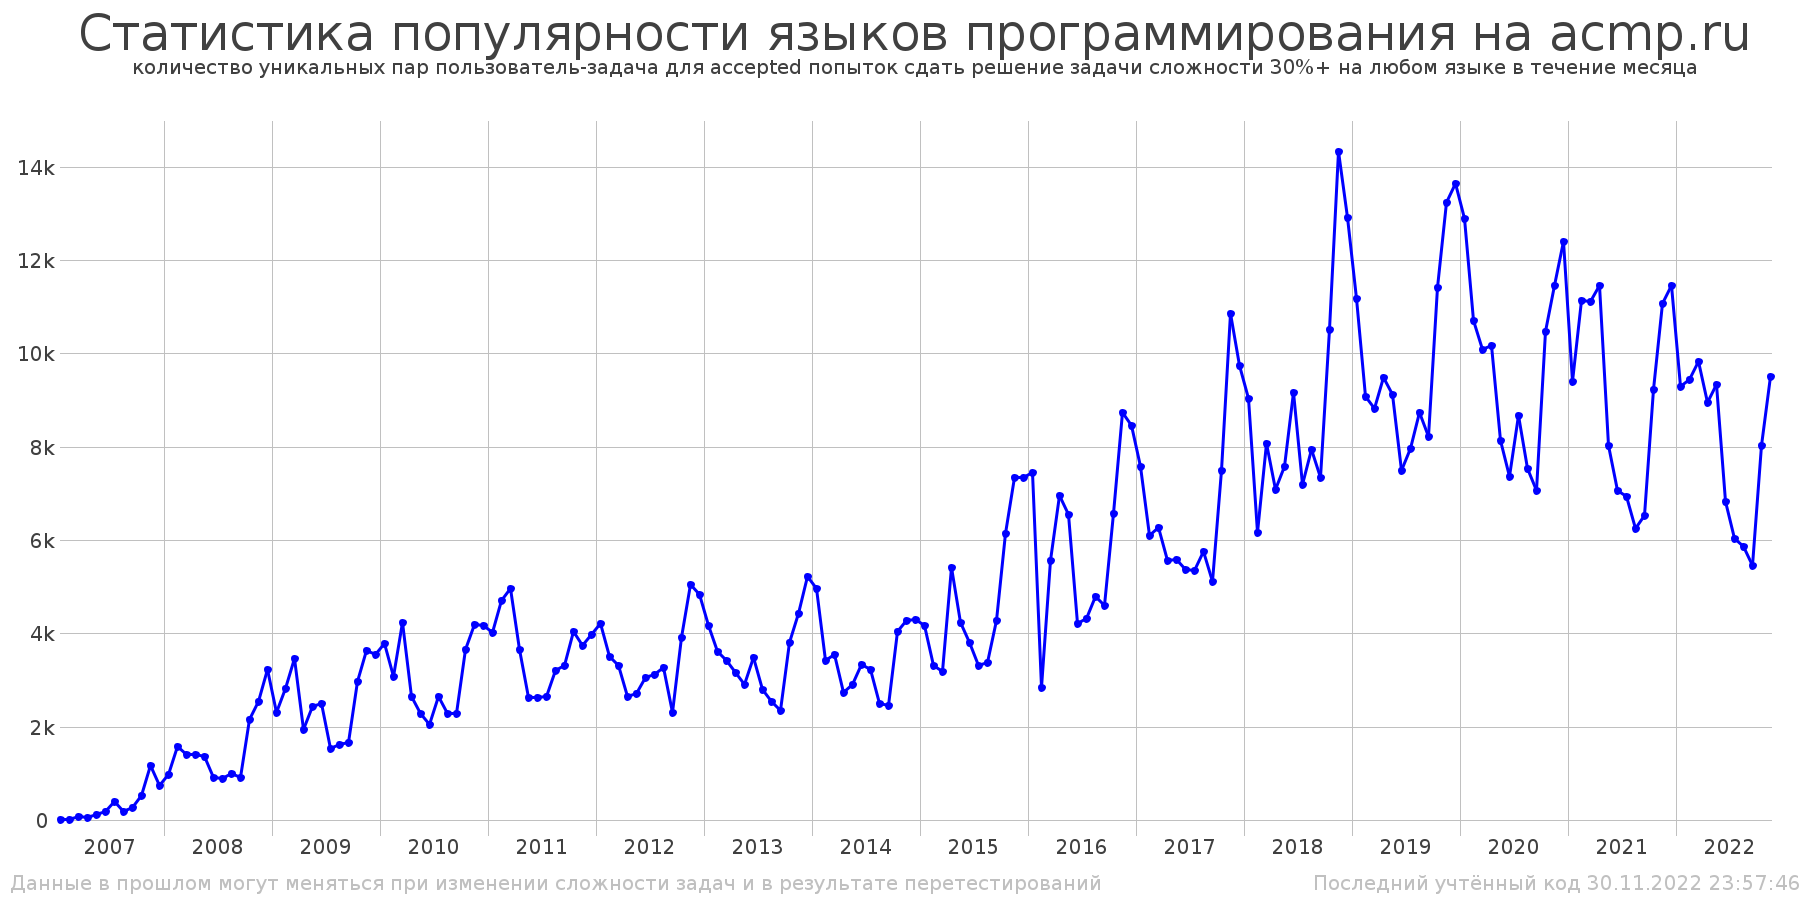 Статистика популярности языков программирования на acmp.ru
количество уникальных пар пользователь-задача для accepted попыток сдать решение задачи сложности 30%+ на любом языке в течение месяца
14k
12k
10k
8k
6k
4k
2k
0
2007 2008 2009 2010 2011 2012 2013 2014 2015 2016 2017 2018 2019 2020 2021 2022
Данные в прошлом могут меняться при изменении сложности задач и в результате перетестирований
Последний учтённый код 30.11.2022 23:57:46